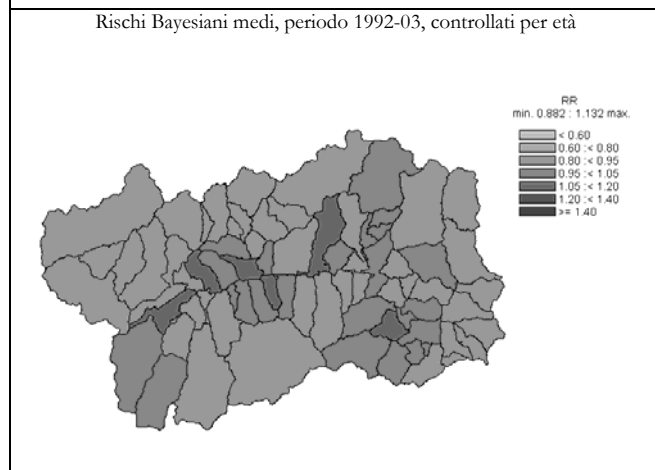 Rischi Bayesiani medi, periodo 1992-03, controllati per età
RR
min. 0.882 : 1.132 max.
< 0.60
0.60 :< 0.80
0.80 :< 0.95
0.95 :< 1.05
1.05 :< 1.20
1.20 :< 1.40
>= 1.40